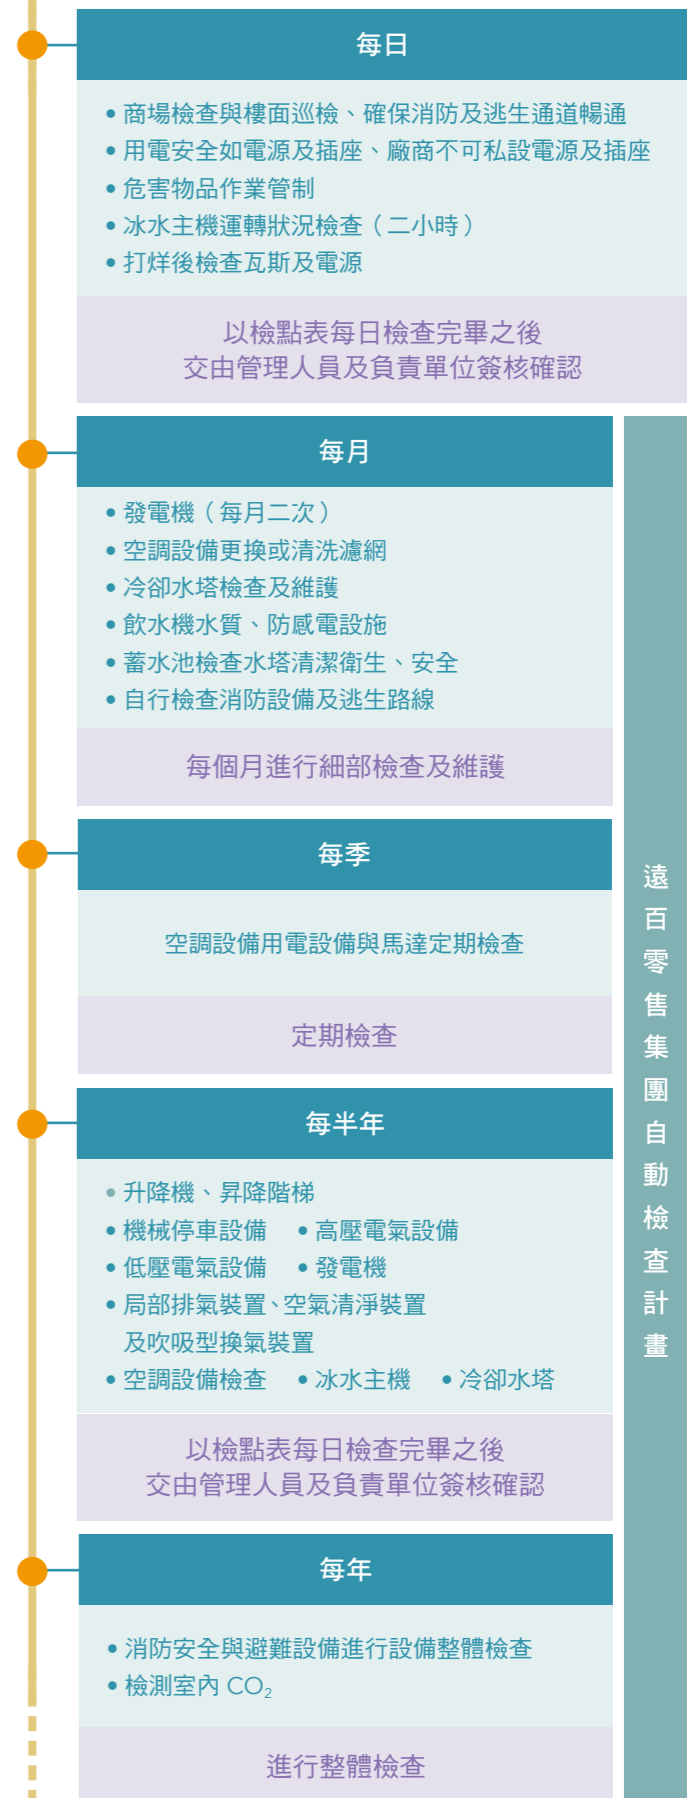 每日
•商場檢查與樓面巡檢、確保消防及逃生通道暢通
•用電安全如電源及插座、廠商不可私設電源及插座
•危害物品作業管制
•冰水主機運轉狀況檢查（二小時）
•打烊後檢查瓦斯及電源
以檢點表每日檢查完畢之後
交由管理人員及負責單位簽核確認
每月
•發電機（每月二次）
•空調設備更換或清洗濾網
•冷卻水塔檢查及維護
•飲水機水質、防感電設施
•蓄水池檢查水塔清潔衛生、安全
•自行檢查消防設備及逃生路線
每個月進行細部檢查及維護
每季
空調設備用電設備與馬達定期檢查
定期檢查
每半年
•升降機、昇降階梯
•機械停車設備 •高壓電氣設備
•低壓電氣設備 •發電機
•局部排氣裝置、空氣清淨裝置
及吹吸型換氣裝置
•空調設備檢查 •冰水主機 •冷卻水塔
以檢點表每日檢查完畢之後
交由管理人員及負責單位簽核確認
每年
•消防安全與避難設備進行設備整體檢查
•檢測室內 CO₂
進行整體檢查
遠百零售集團自動檢查計畫